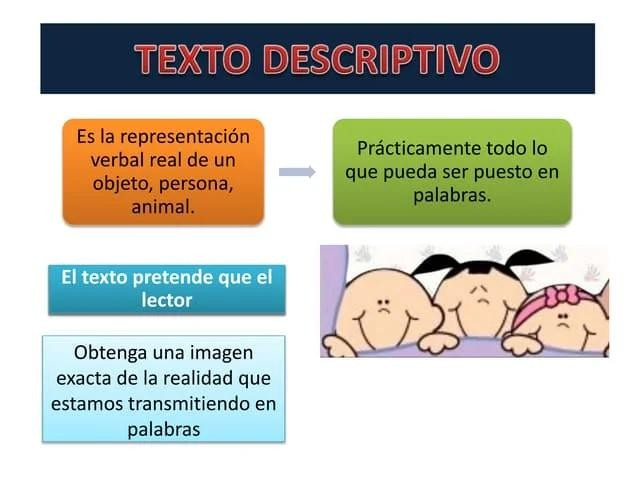 TEXTO DESCRIPTIVO
Es la representación
verbal real de un
objeto, persona,
animal.
Prácticamente todo lo
que pueda ser puesto en
palabras.
El texto pretende que el
lector
Obtenga una imagen
exacta de la realidad que
estamos transmitiendo en
palabras